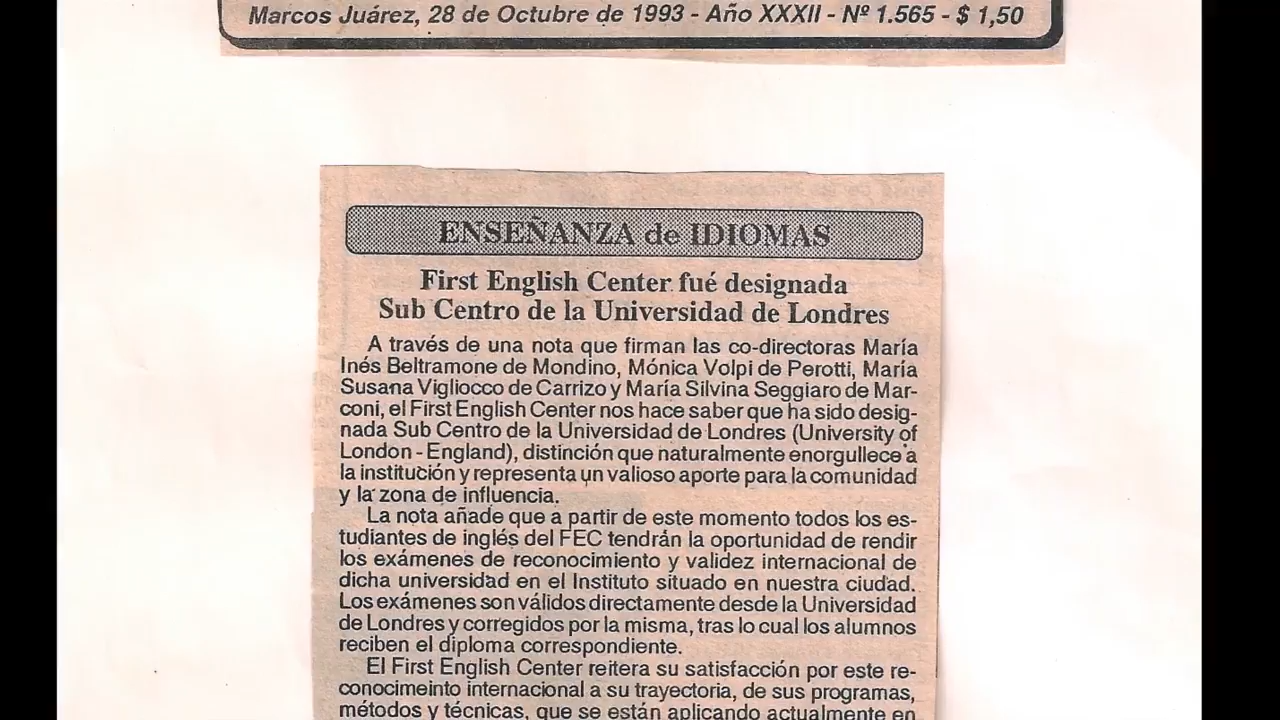 Marcos Juárez, 28 de Octubre de 1993 - Año XXXII - Nº 1.565 - $ 1,50
ENSEÑANZA de IDIOMAS
First English Center fué designada
Sub Centro de la Universidad de Londres
A través de una nota que firman las co-directoras María
Inés Beltramone de Mondino, Mónica Volpi de Perotti, María
Susana Vigliocco de Carrizo y María Silvina Seggiaro de Mar-
coni, el First English Center nos hace saber que ha sido desig-
nada Sub Centro de la Universidad de Londres (University of
London - England), distinción que naturalmente enorgullece a
la institución y representa un valioso aporte para la comunidad
y la zona de influencia.
La nota añade que a partir de este momento todos los es-
tudiantes de inglés del FEC tendrán la oportunidad de rendir
los exámenes de reconocimiento y validez internacional de
dicha universidad en el Instituto situado en nuestra ciudad.
Los exámenes son válidos directamente desde la Universidad
de Londres y corregidos por la misma, tras lo cual los alumnos
reciben el diploma correspondiente.
El First English Center reitera su satisfacción por este re-
conocimeinto internacional a su trayectoria, de sus programas,
métodos y técnicas, que se están aplicando actualmente en